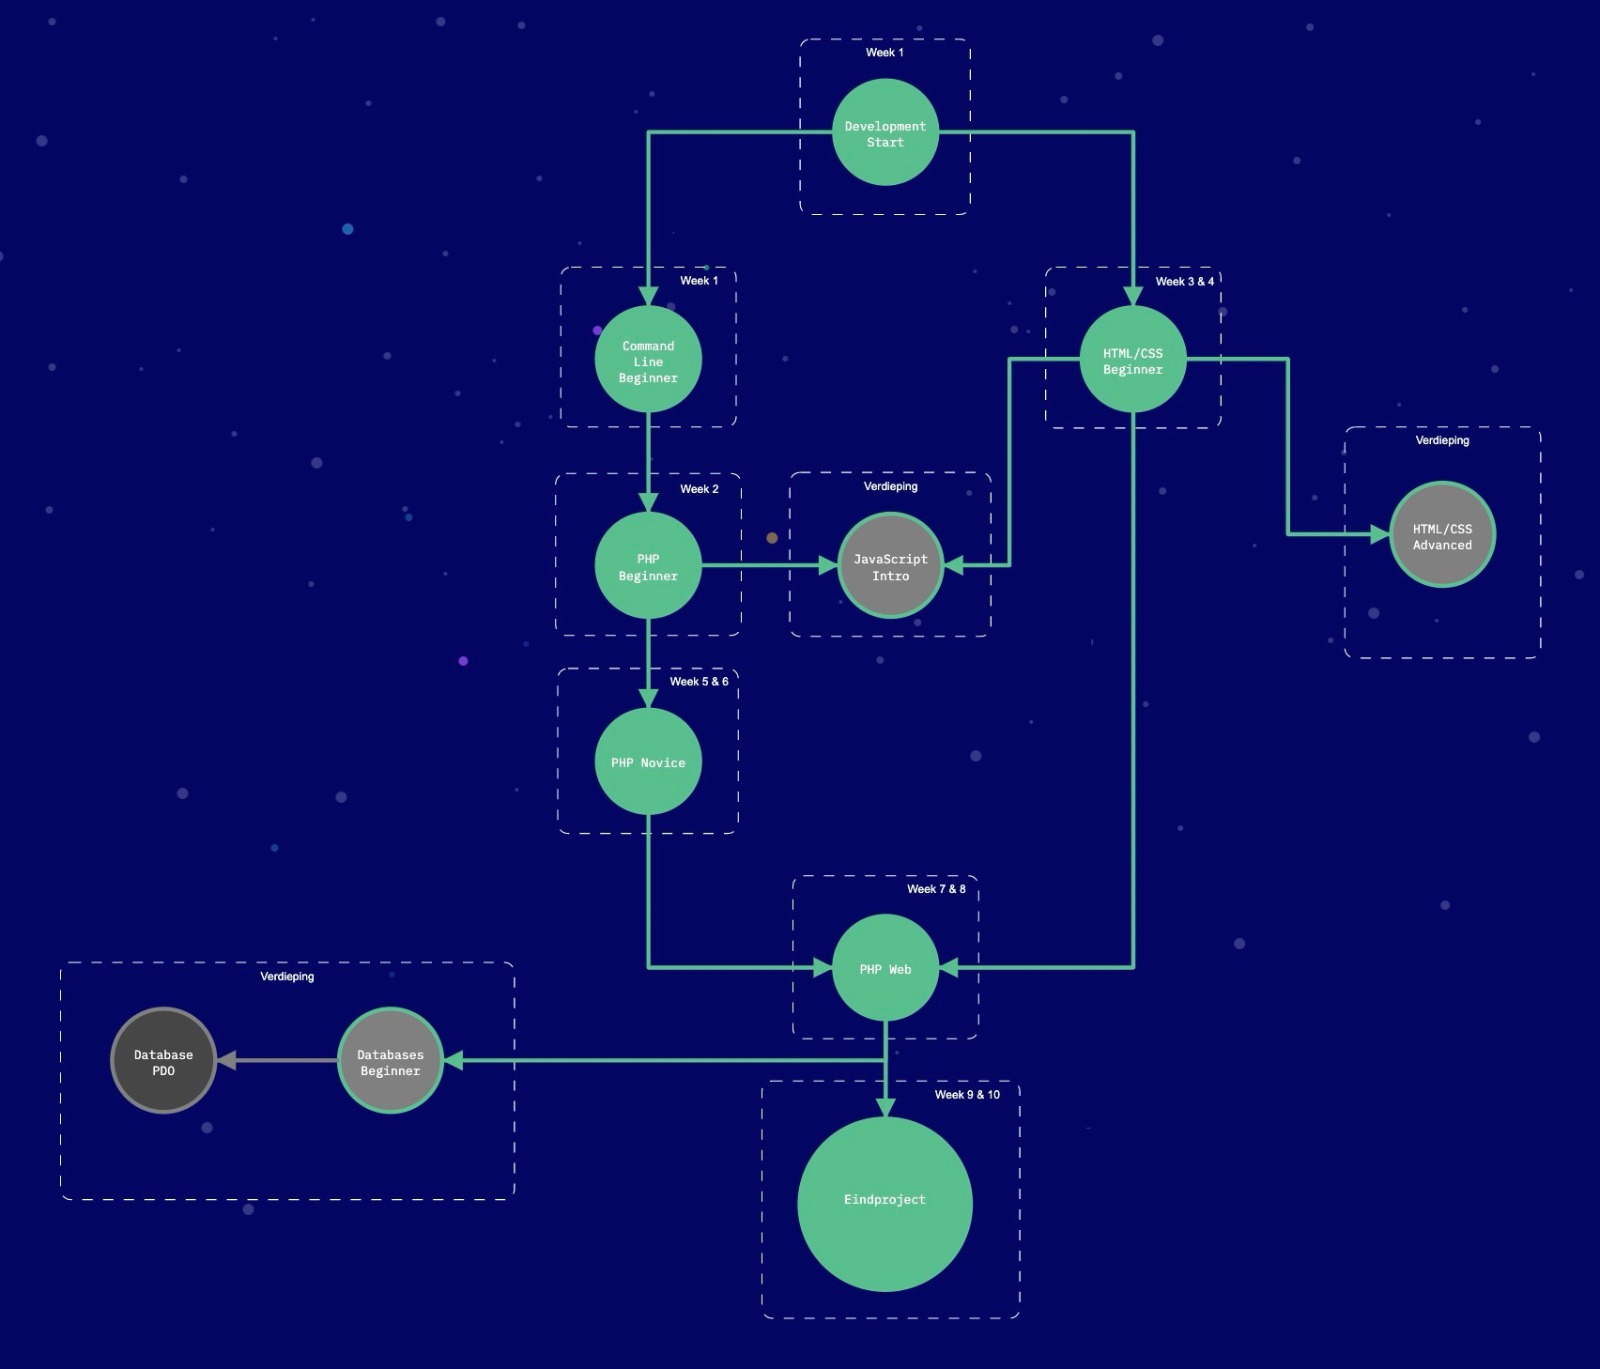 Week 1
Development
Start
Week 1
Command
Line
Beginner
Week 3 & 4
HTML/CSS
Beginner
Verdieping
HTML/CSS
Advanced
Week 2
PHP
Beginner
Verdieping
JavaScript
Intro
Week 5 & 6
PHP Novice
Week 7 & 8
PHP Web
Verdieping
Database
PDO
Databases
Beginner
Week 9 & 10
Eindproject